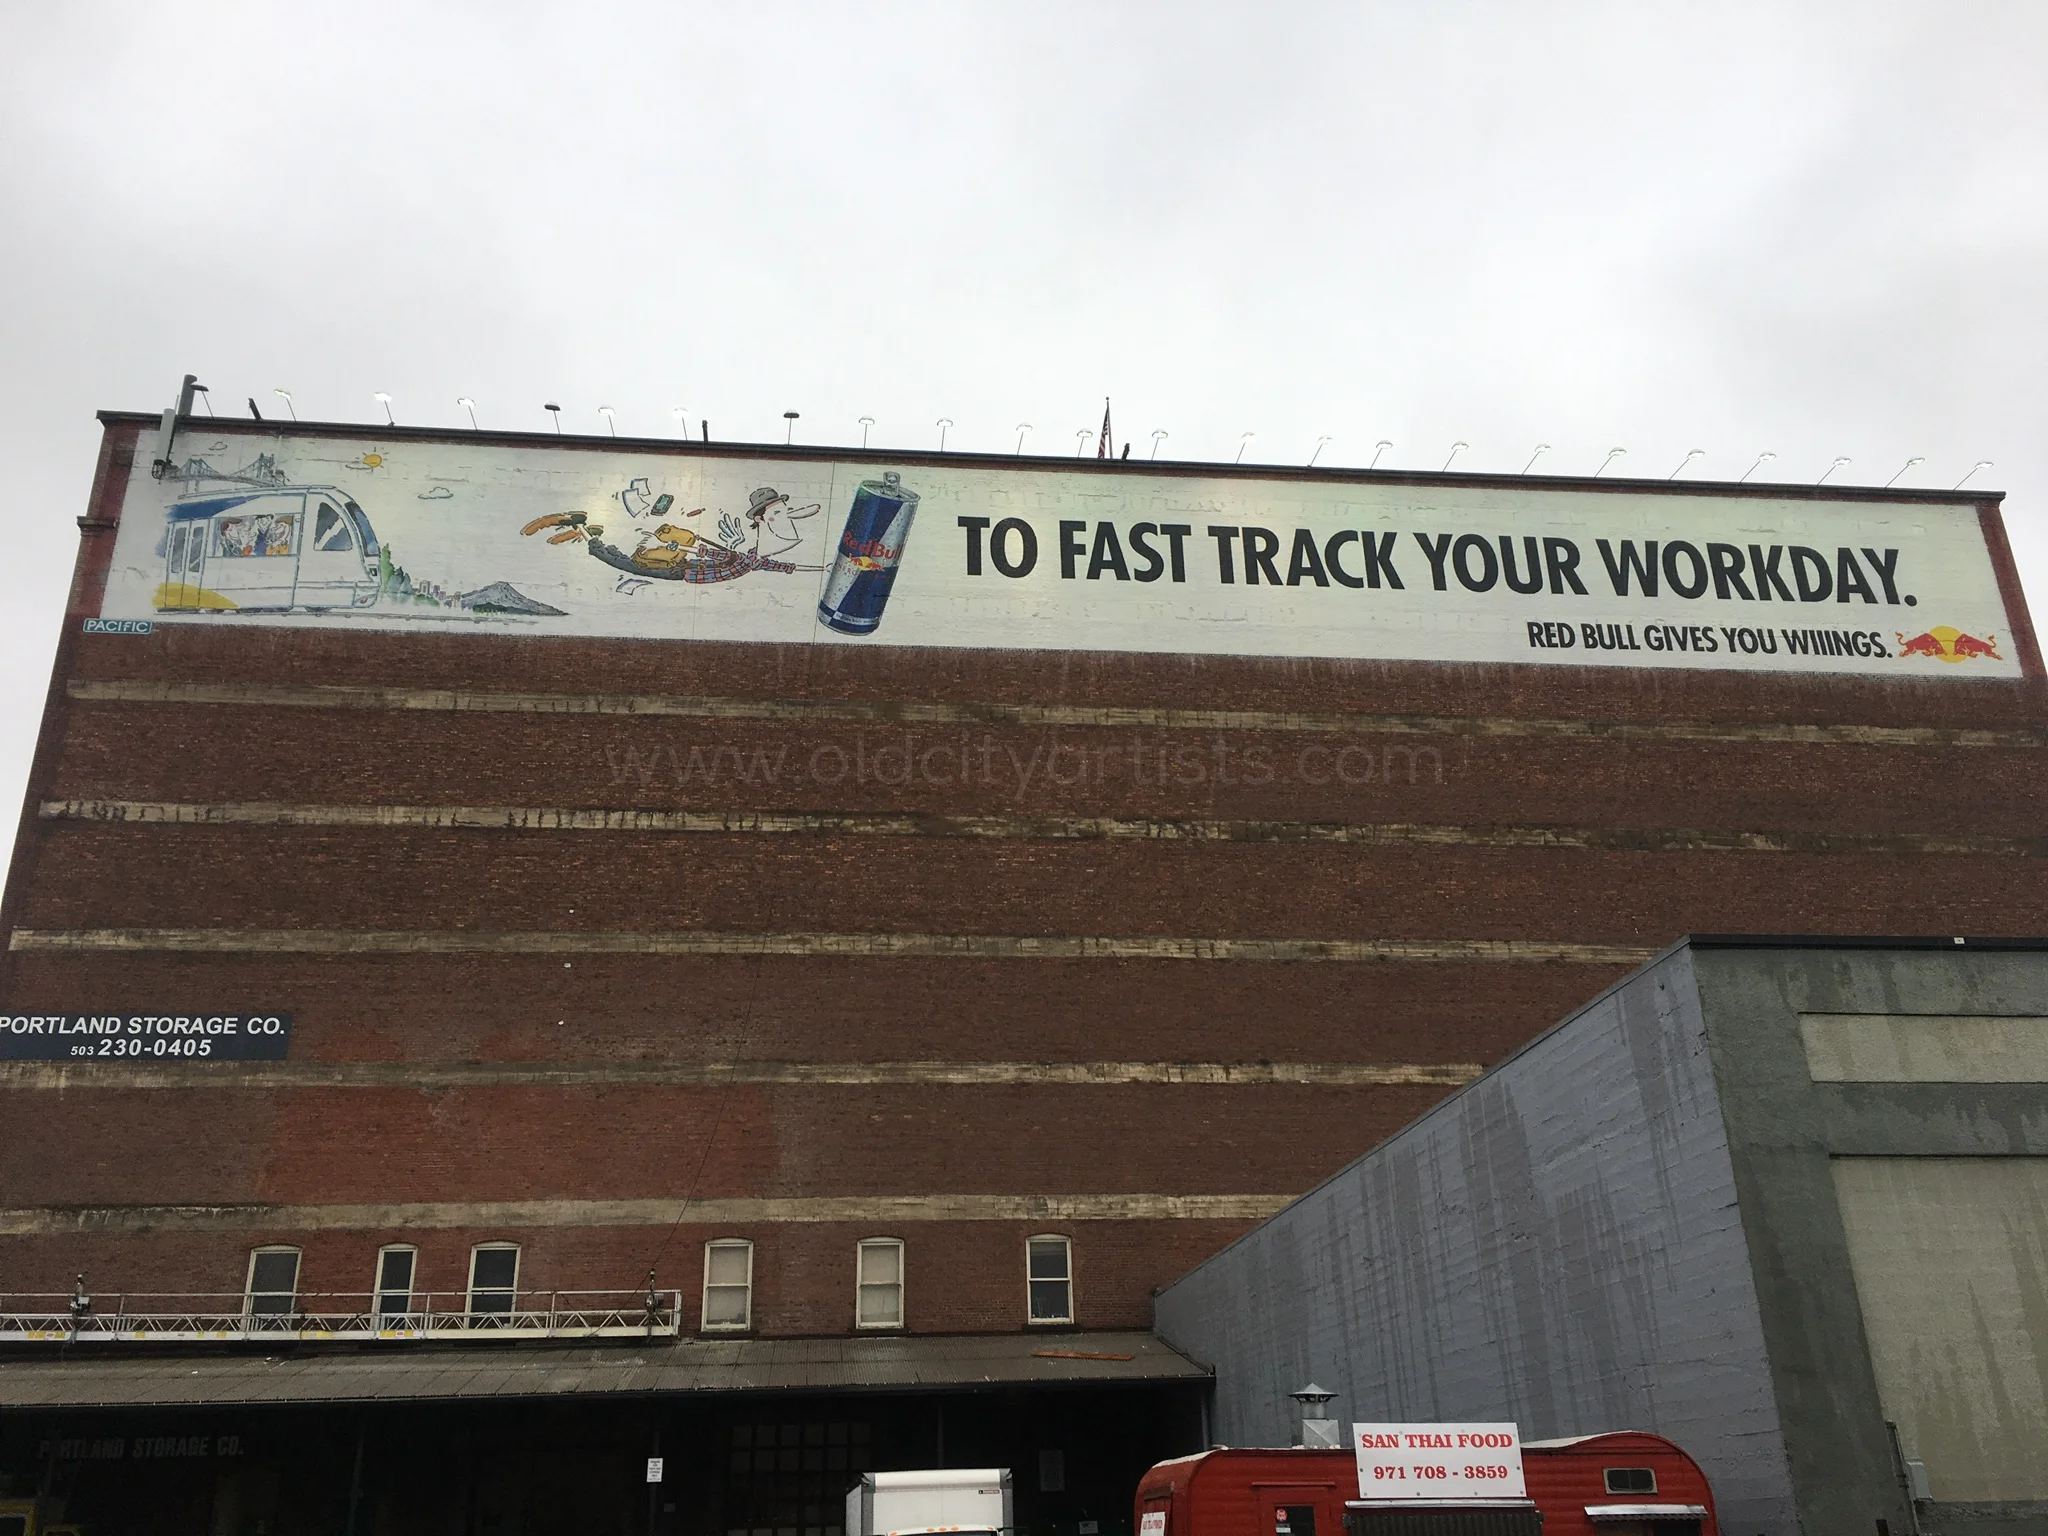 TO FAST TRACK YOUR WORKDAY.
RED BULL GIVES YOU WIIINGS.
Red Bull
PACIFIC
www.oldcityartists.com
PORTLAND STORAGE CO.
503 230-0405
PORTLAND STORAGE CO.
SAN THAI FOOD
971 708 - 3859